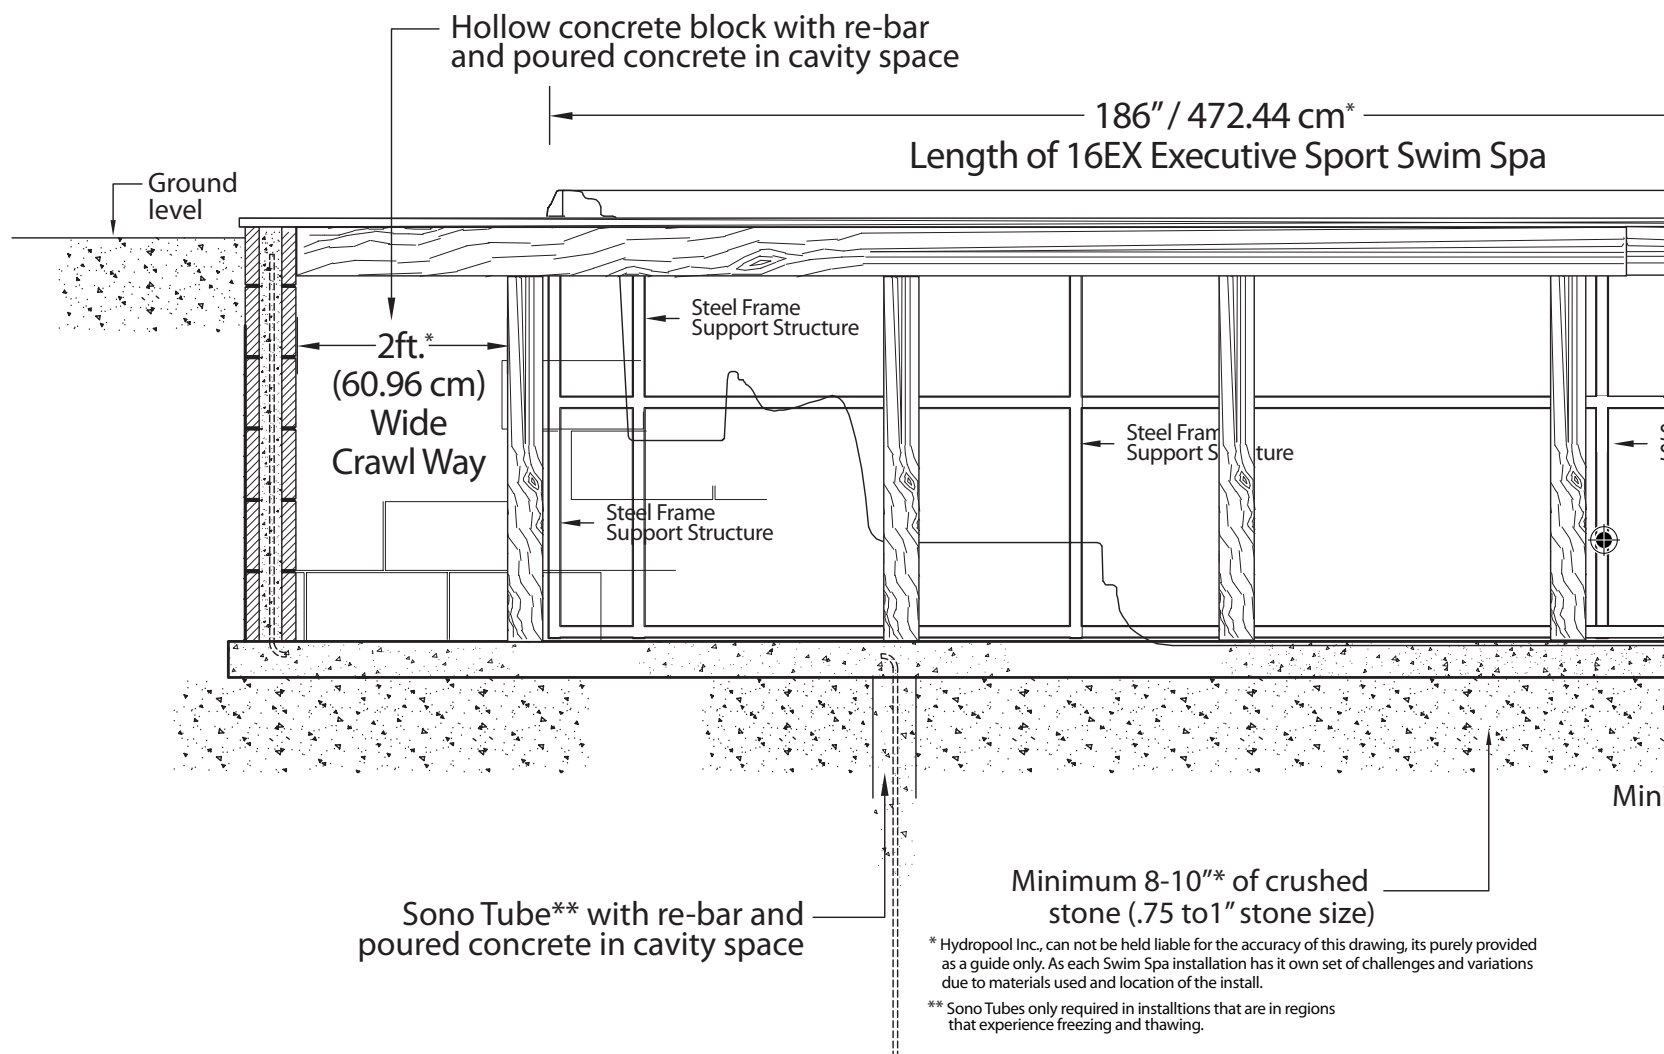 Hollow concrete block with re-bar
and poured concrete in cavity space
186” / 472.44 cm*
Length of 16EX Executive Sport Swim Spa
Ground
level
Steel Frame
Support Structure
2ft.*
(60.96 cm)
Wide
Crawl Way
Steel Fram
Support S ture
Steel Frame
Support Structure
Min
Minimum 8-10”* of crushed
stone (.75 to1” stone size)
Sono Tube** with re-bar and
poured concrete in cavity space
* Hydropool Inc., can not be held liable for the accuracy of this drawing, its purely provided
as a guide only. As each Swim Spa installation has it own set of challenges and variations
due to materials used and location of the install.
** Sono Tubes only required in installtions that are in regions
that experience freezing and thawing.